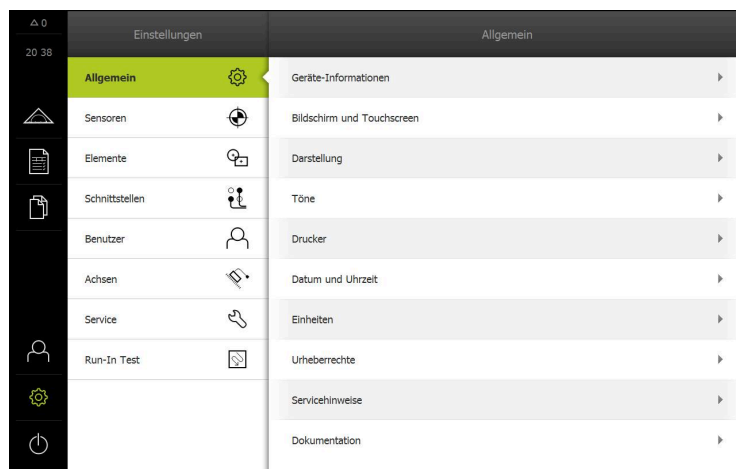 △ 0
20 38
Einstellungen
Allgemein
Allgemein
Sensoren
Elemente
Schnittstellen
Benutzer
Achsen
Service
Run-In Test
Geräte-Informationen
Bildschirm und Touchscreen
Darstellung
Töne
Drucker
Datum und Uhrzeit
Einheiten
Urheberrechte
Servicehinweise
Dokumentation